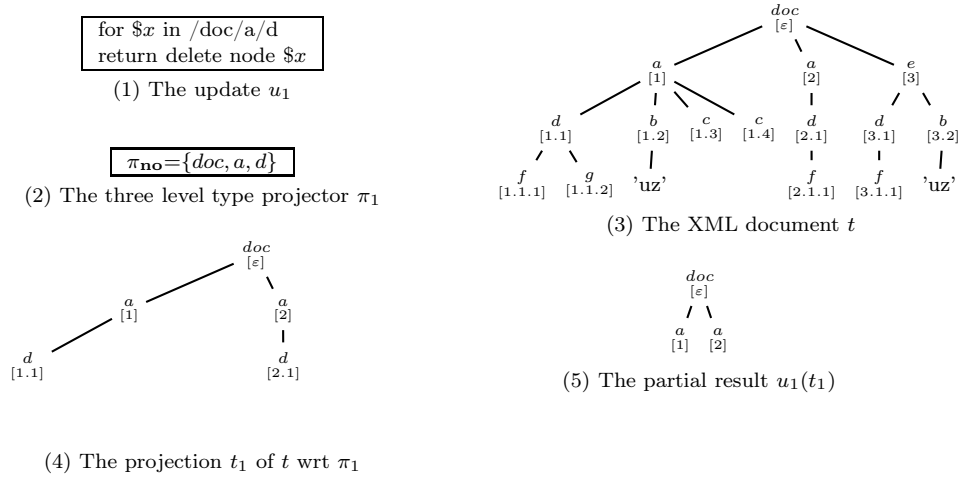 for $x in /doc/a/d
return delete node $x
(1) The update u₁
πno={doc, a, d}
(2) The three level type projector π₁
doc
[ε]
a a
[1] [2]
d d
[1.1] [2.1]
(4) The projection t₁ of t wrt π₁
doc
[ε]
a a e
[1] [2] [3]
d b c c d d b
[1.1] [1.2] [1.3] [1.4] [2.1] [3.1] [3.2]
f g 'uz' f f 'uz'
[1.1.1] [1.1.2] [2.1.1] [3.1.1]
(3) The XML document t
doc
[ε]
a a
[1] [2]
(5) The partial result u₁(t₁)